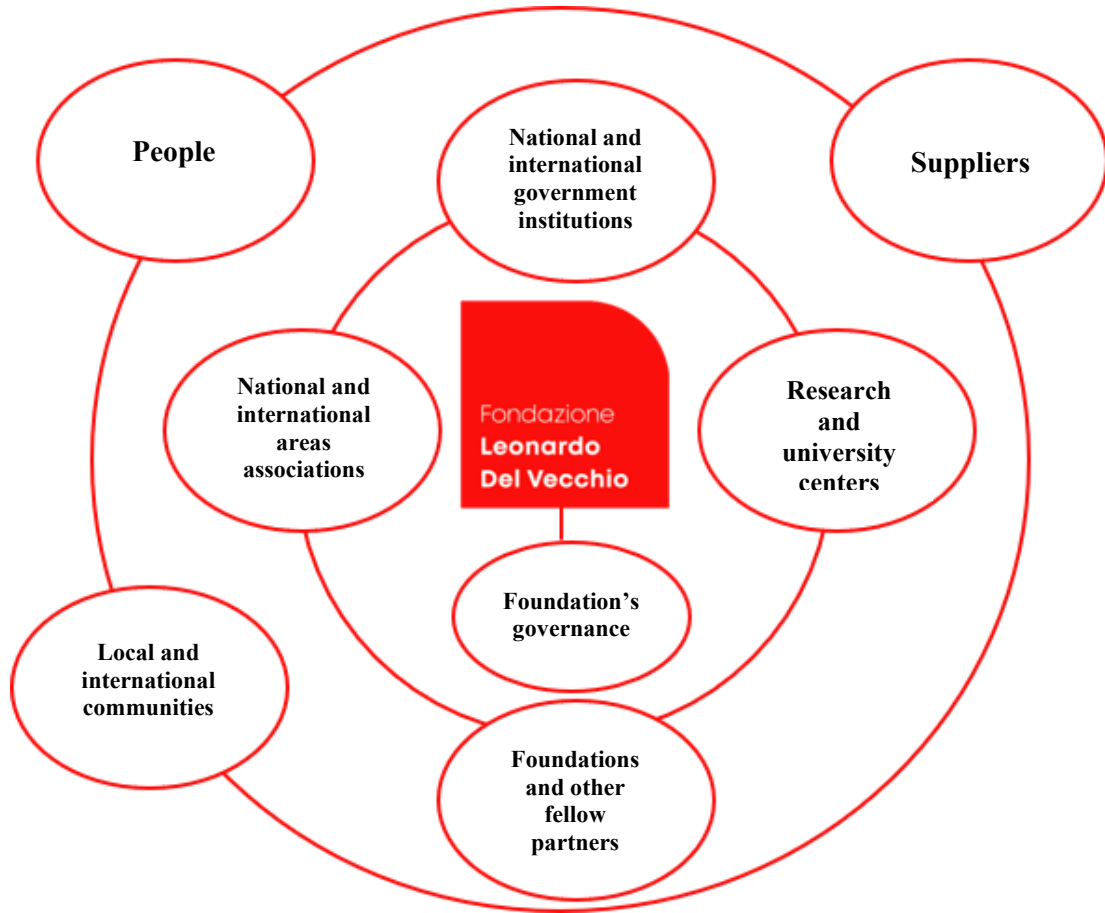 People
National and
international
government
institutions
Suppliers
National and
international
areas
associations
Fondazione
Leonardo
Del Vecchio
Research
and
university
centers
Foundation’s
governance
Local and
international
communities
Foundations
and other
fellow
partners